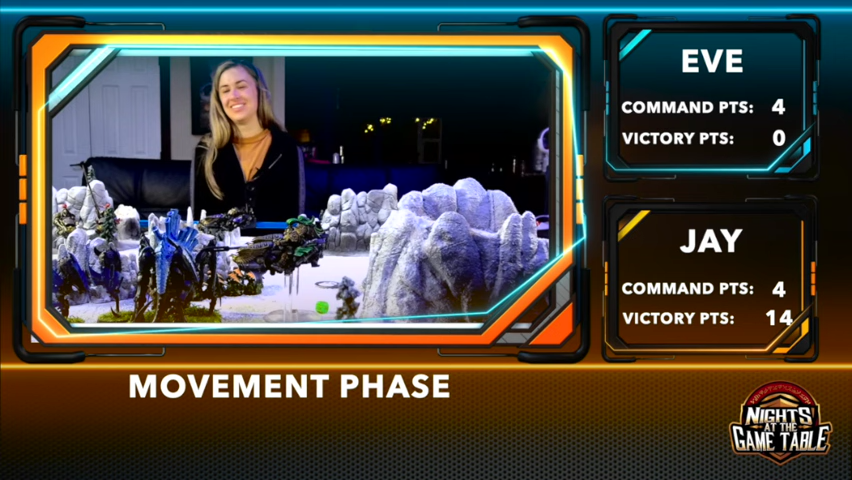 EVE
COMMAND PTS: 4
VICTORY PTS: 0
JAY
COMMAND PTS: 4
VICTORY PTS: 14
MOVEMENT PHASE
NIGHTS
AT THE
GAME TABLE